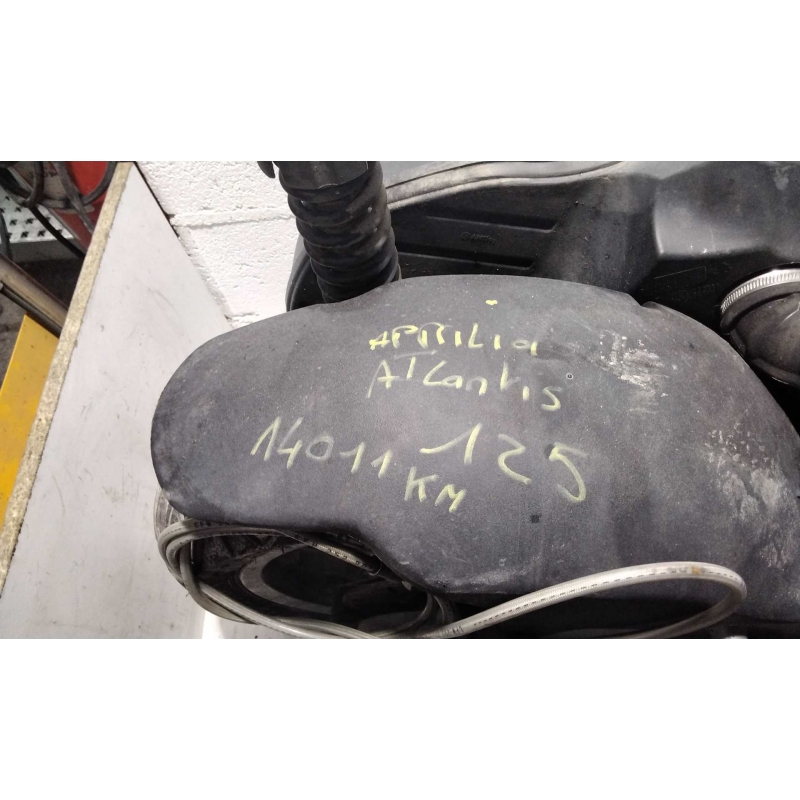 APRILIA
ATLantis
125
14011
KM